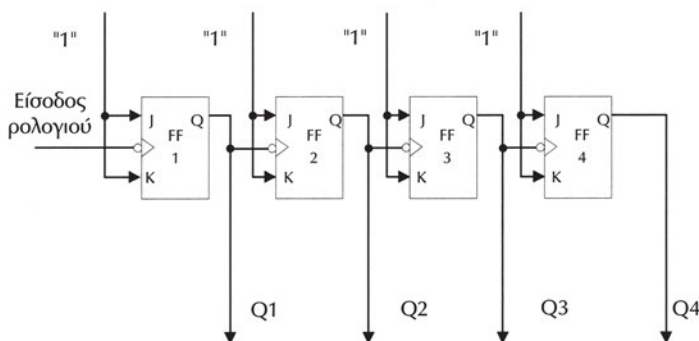 "1" "1" "1" "1"
Είσοδος
ρολογιού
J Q J Q J Q J Q
FF FF FF FF
1 2 3 4
K K K K
Q1 Q2 Q3 Q4